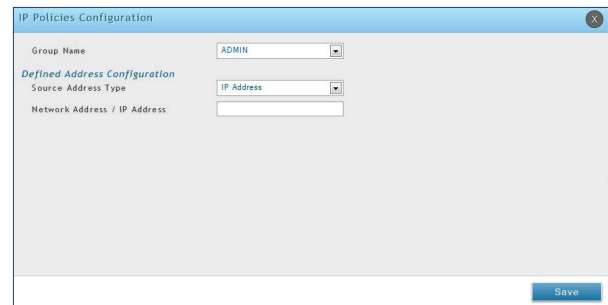 IP Policies Configuration
X
Group Name
ADMIN
Defined Address Configuration
Source Address Type
IP Address
Network Address / IP Address
Save